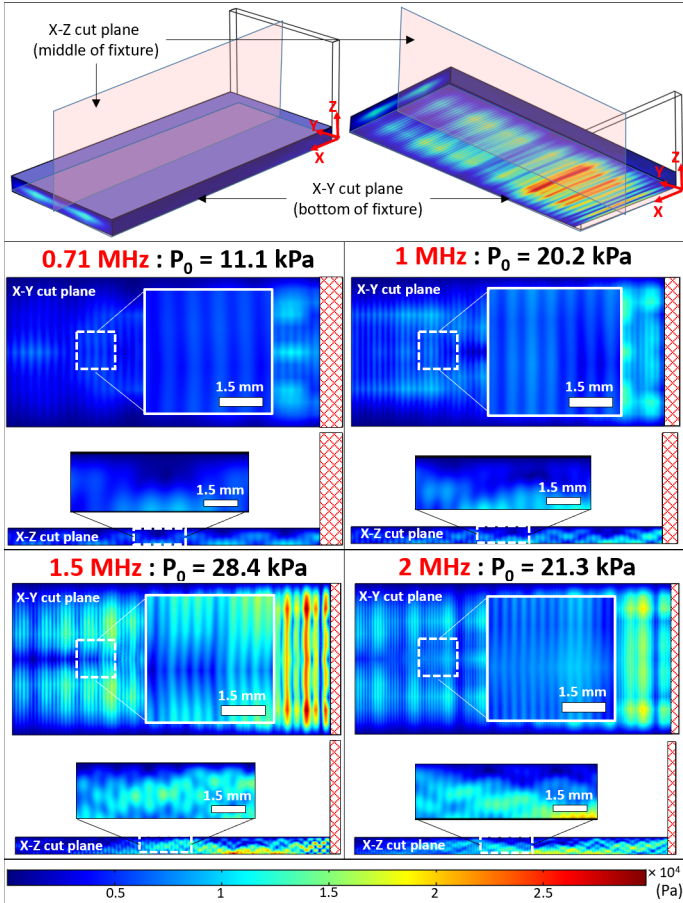 X-Z cut plane
(middle of fixture)
Z
Y
X
Z
Y
X
X-Y cut plane
(bottom of fixture)
0.71 MHz : P0 = 11.1 kPa
X-Y cut plane
1.5 mm
1.5 mm
X-Z cut plane
1 MHz : P0 = 20.2 kPa
X-Y cut plane
1.5 mm
1.5 mm
X-Z cut plane
1.5 MHz : P0 = 28.4 kPa
X-Y cut plane
1.5 mm
1.5 mm
X-Z cut plane
2 MHz : P0 = 21.3 kPa
X-Y cut plane
1.5 mm
1.5 mm
X-Z cut plane
× 10⁴
0.5 1 1.5 2 2.5 (Pa)